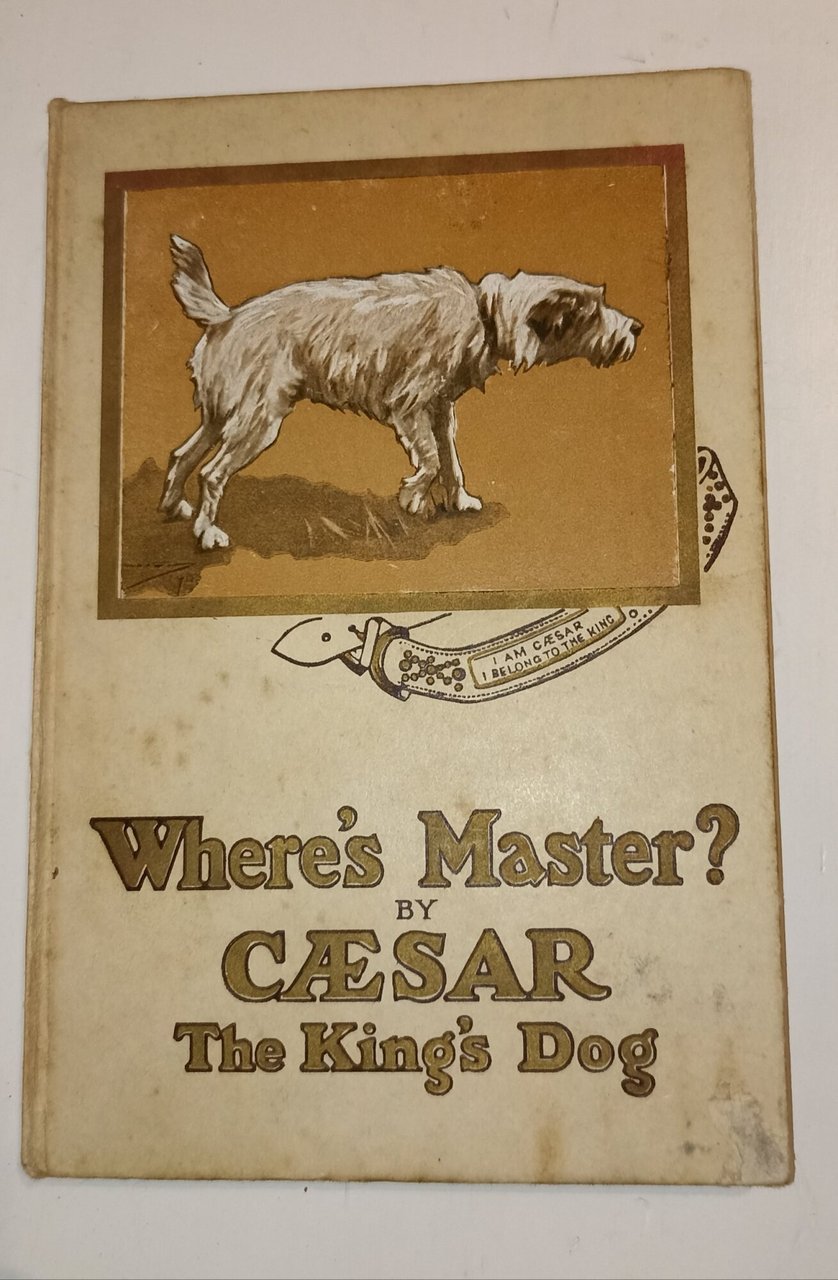 I AM CÆSAR
I BELONG TO THE KING
Where's Master?
BY
CÆSAR
The King's Dog